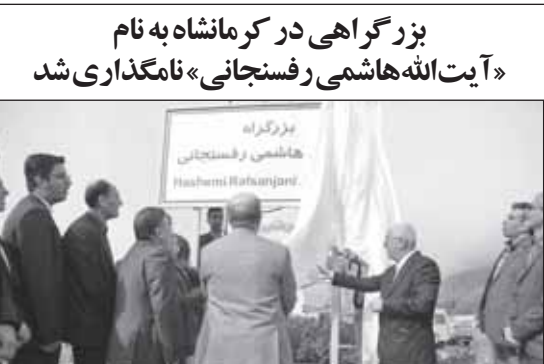 بزرگراهی در کرمانشاه به نام
«آیت‌الله هاشمی رفسنجانی» نامگذاری شد
بزرگراه
هاشمی رفسنجانی
Hashemi Rafsanjani